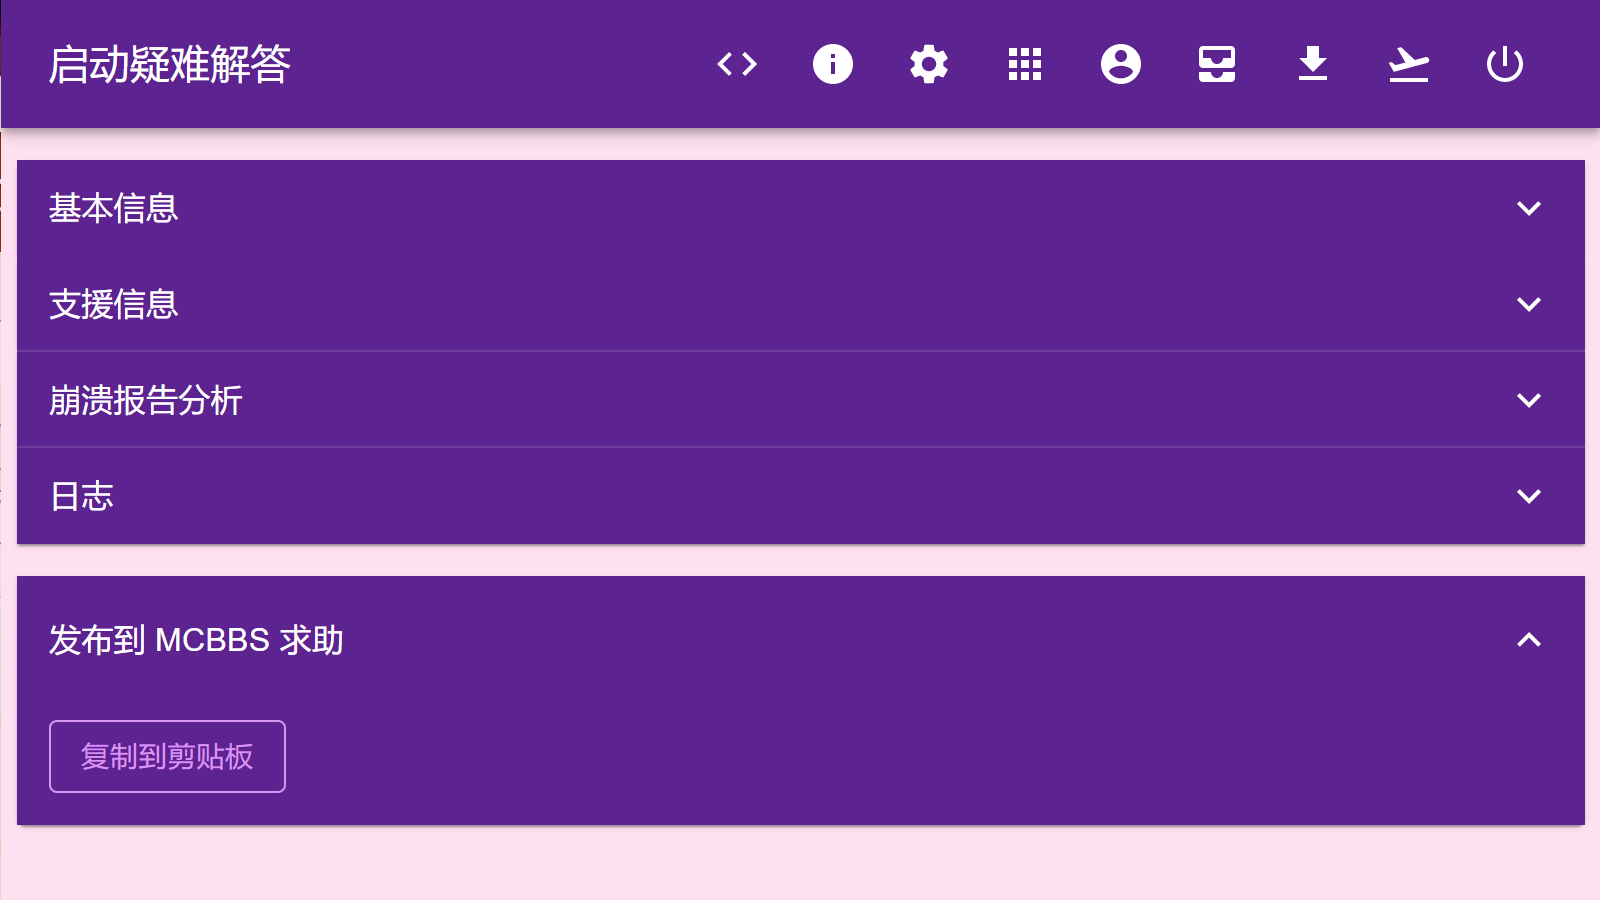 启动疑难解答
基本信息
支援信息
崩溃报告分析
日志
发布到 MCBBS 求助
复制到剪贴板